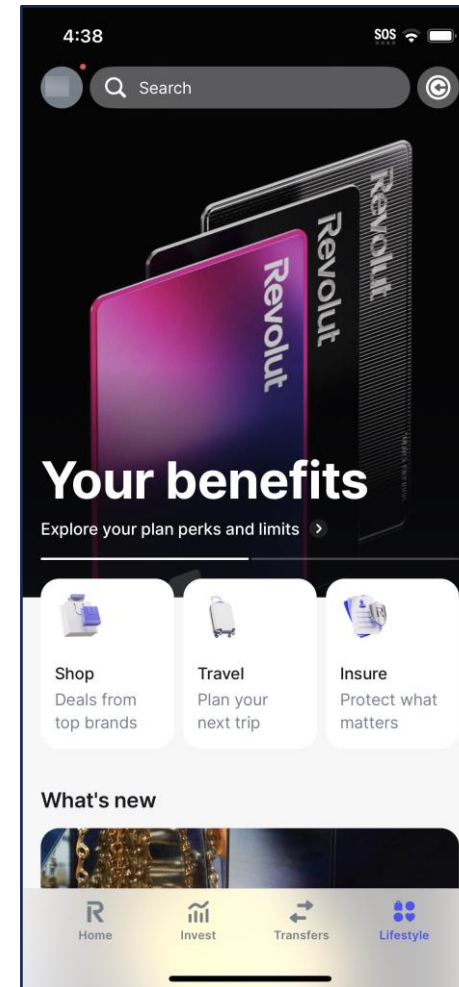 4:38
SOS
Search
Revolut
Revolut
Revolut
Your benefits
Explore your plan perks and limits
Shop
Deals from
top brands
Travel
Plan your
next trip
Insure
Protect what
matters
What's new
Home
Invest
Transfers
Lifestyle